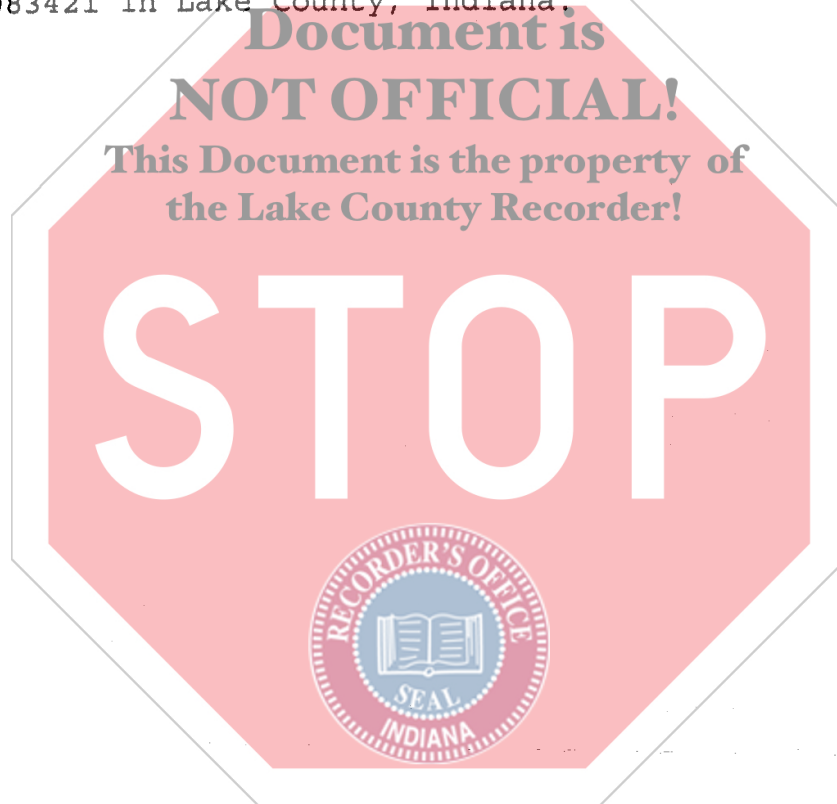 083421 in Lake County, Indiana.
Document is
NOT OFFICIAL!
This Document is the property of
the Lake County Recorder!
STOP
RECORDER'S OFFICE
SEAL
INDIANA